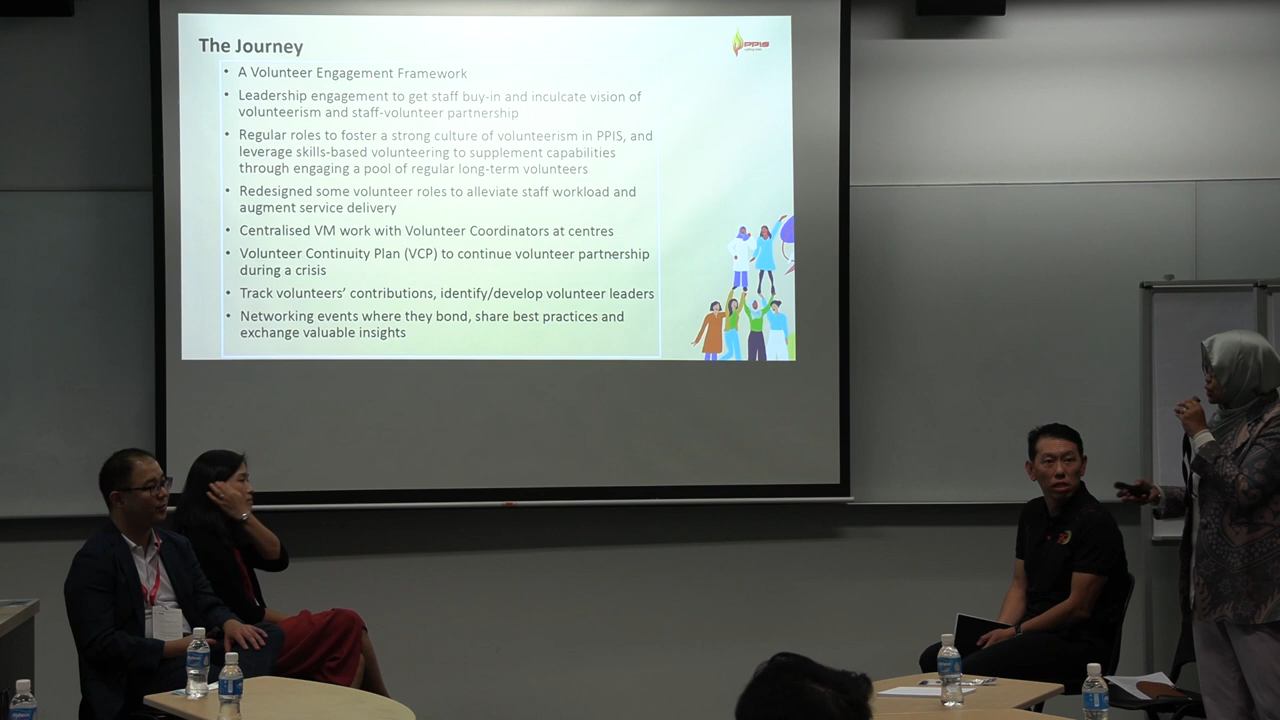 The Journey
PPIS
• A Volunteer Engagement Framework
• Leadership engagement to get staff buy-in and inculcate vision of
volunteerism and staff-volunteer partnership
• Regular roles to foster a strong culture of volunteerism in PPIS, and
leverage skills-based volunteering to supplement capabilities
through engaging a pool of regular long-term volunteers
• Redesigned some volunteer roles to alleviate staff workload and
augment service delivery
• Centralised VM work with Volunteer Coordinators at centres
• Volunteer Continuity Plan (VCP) to continue volunteer partnership
during a crisis
• Track volunteers’ contributions, identify/develop volunteer leaders
• Networking events where they bond, share best practices and
exchange valuable insights